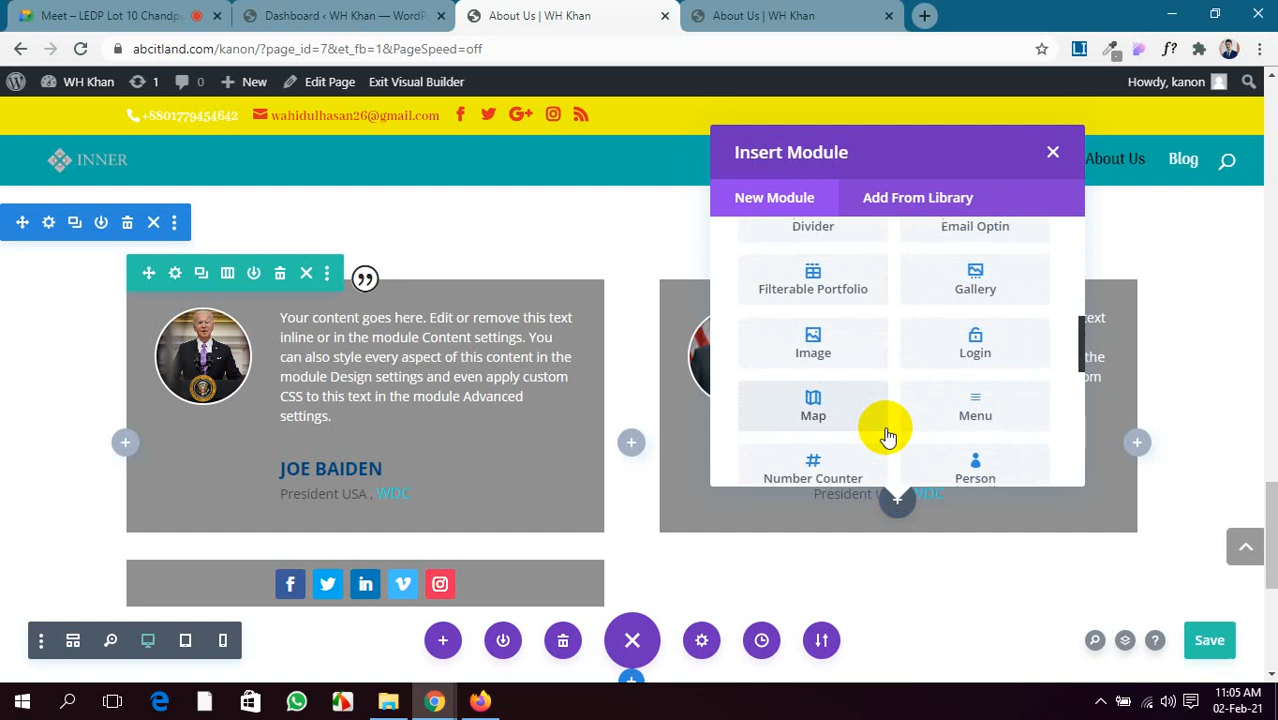 Meet – LEDP Lot 10 Chandpu
Dashboard ‹ WH Khan — WordP
About Us | WH Khan
About Us | WH Khan
abcitland.com/kanon/?page_id=7&et_fb=1&PageSpeed=off
f?
WH Khan
1
0
New
Edit Page
Exit Visual Builder
Howdy, kanon
+8801779454642
wahidulhasan26@gmail.com
INNER
About Us
Blog
Insert Module
New Module
Add From Library
Divider
Email Optin
Filterable Portfolio
Gallery
Image
Login
Map
Menu
Number Counter
Person
Your content goes here. Edit or remove this text
inline or in the module Content settings. You
can also style every aspect of this content in the
module Design settings and even apply custom
CSS to this text in the module Advanced
settings.
JOE BAIDEN
President USA , WDC
ext
the
om
President U
WDC
Save
11:05 AM
02-Feb-21